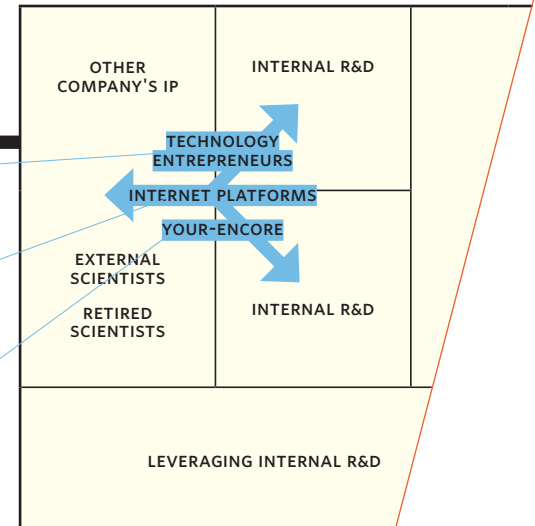 OTHER
COMPANY'S IP
INTERNAL R&D
TECHNOLOGY
ENTREPRENEURS
INTERNET PLATFORMS
YOUR-ENCORE
EXTERNAL
SCIENTISTS
RETIRED
SCIENTISTS
INTERNAL R&D
LEVERAGING INTERNAL R&D